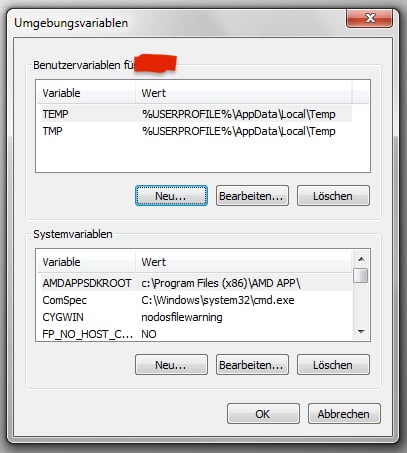 Umgebungsvariablen
Benutzervariablen fü
Variable Wert
TEMP %USERPROFILE%\AppData\Local\Temp
TMP %USERPROFILE%\AppData\Local\Temp
Neu... Bearbeiten... Löschen
Systemvariablen
Variable Wert
AMDAPPSDKROOT c:\Program Files (x86)\AMD APP\
ComSpec C:\Windows\system32\cmd.exe
CYGWIN nodosfilewarning
FP_NO_HOST_C... NO
Neu... Bearbeiten... Löschen
OK Abbrechen